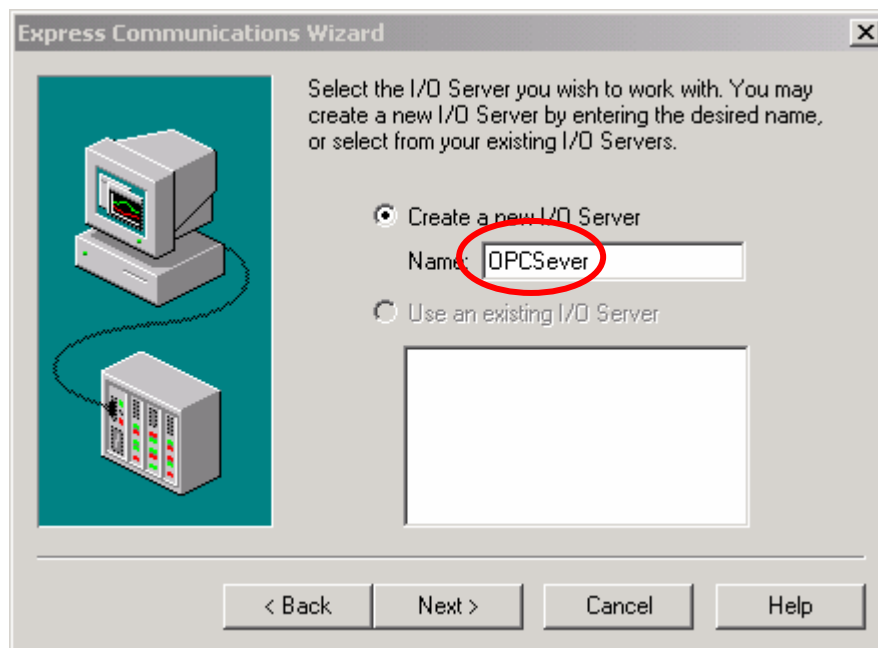 Express Communications Wizard
Select the I/O Server you wish to work with. You may
create a new I/O Server by entering the desired name,
or select from your existing I/O Servers.
Create a new I/O Server
Name: OPCSever
Use an existing I/O Server
< Back Next > Cancel Help